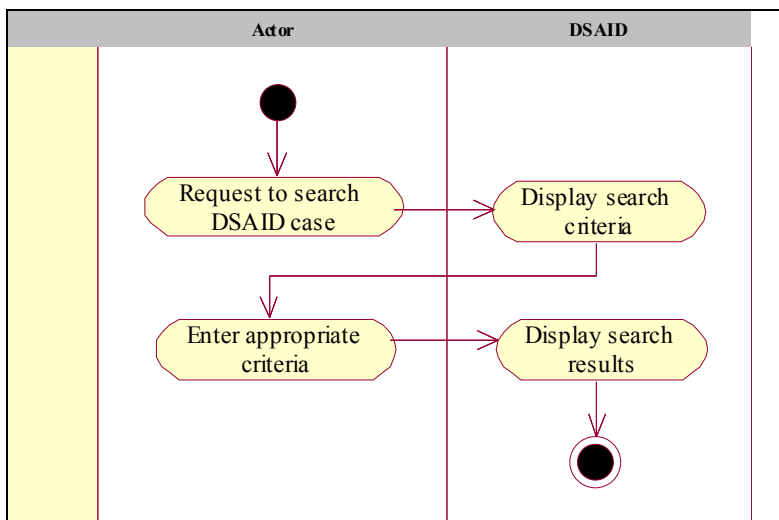 Actor
DSAID
Request to search
DSAID case
Display search
criteria
Enter appropriate
criteria
Display search
results